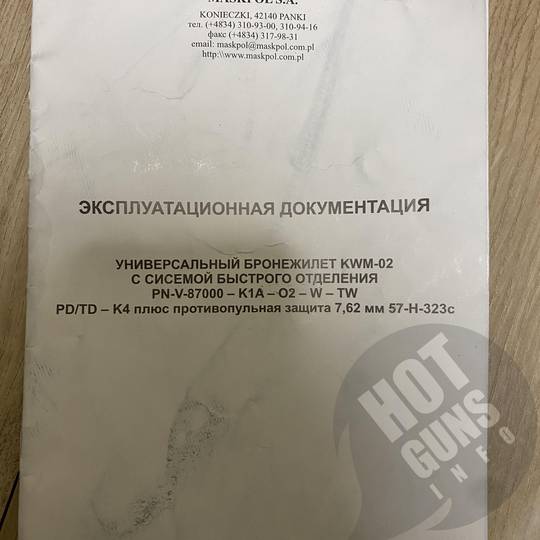 MASKPOL S.A.
KONIECZKI, 42140 PANKI
тел. (+4834) 310-93-00, 310-94-16
факс (+4834) 317-98-31
email: maskpol@maskpol.com.pl
http:\\www maskpol.com.pl
ЭКСПЛУАТАЦИОННАЯ ДОКУМЕНТАЦИЯ
УНИВЕРСАЛЬНЫЙ БРОНЕЖИЛЕТ KWM-02
С СИСЕМОЙ БЫСТРОГО ОТДЕЛЕНИЯ
PN-V-87000 – K1A – O2 – W – TW
PD/TD – K4 плюс противопульная защита 7,62 мм 57-Н-323с
HOT
GUNS
INFO